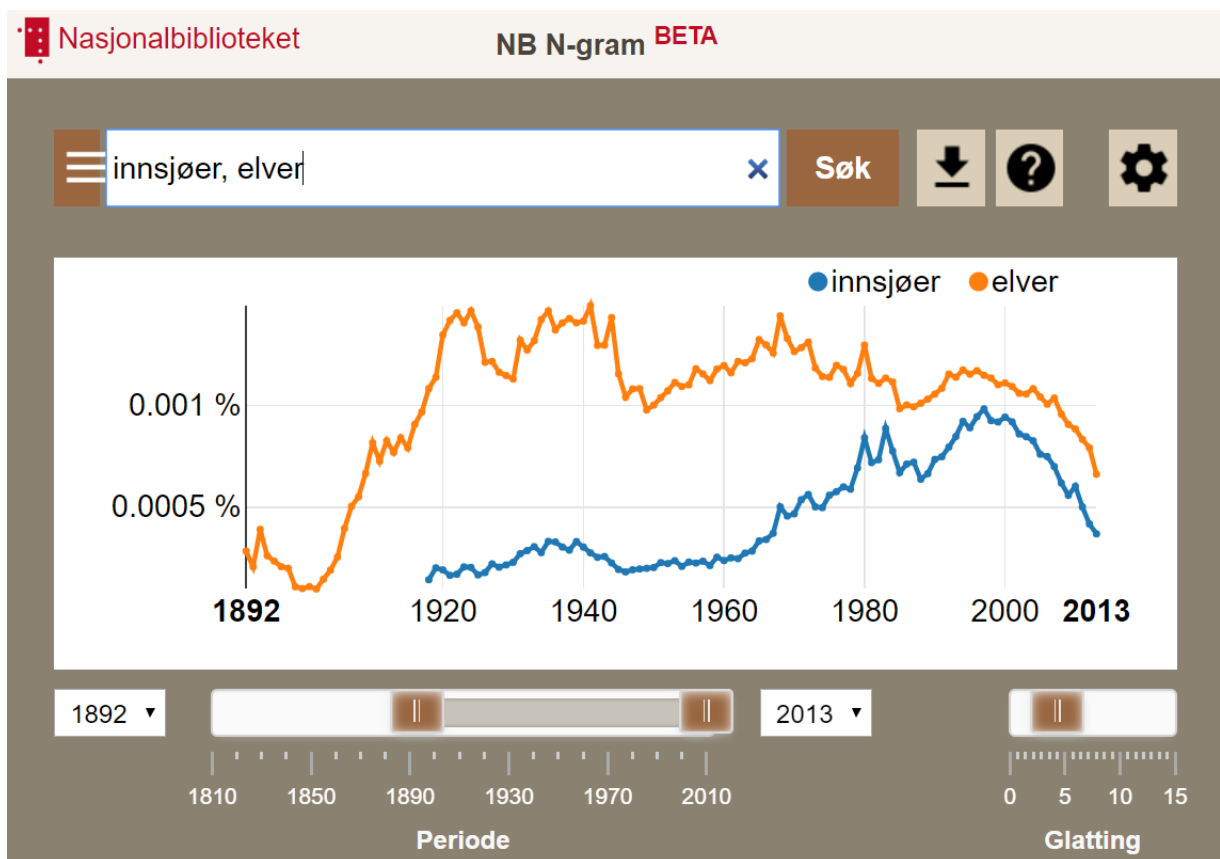 Nasjonalbiblioteket
NB N-gram BETA
innsjøer, elver
Søk
innsjøer elver
0.001 %
0.0005 %
1892 1920 1940 1960 1980 2000 2013
1892 2013
1810 1850 1890 1930 1970 2010 0 5 10 15
Periode Glatting